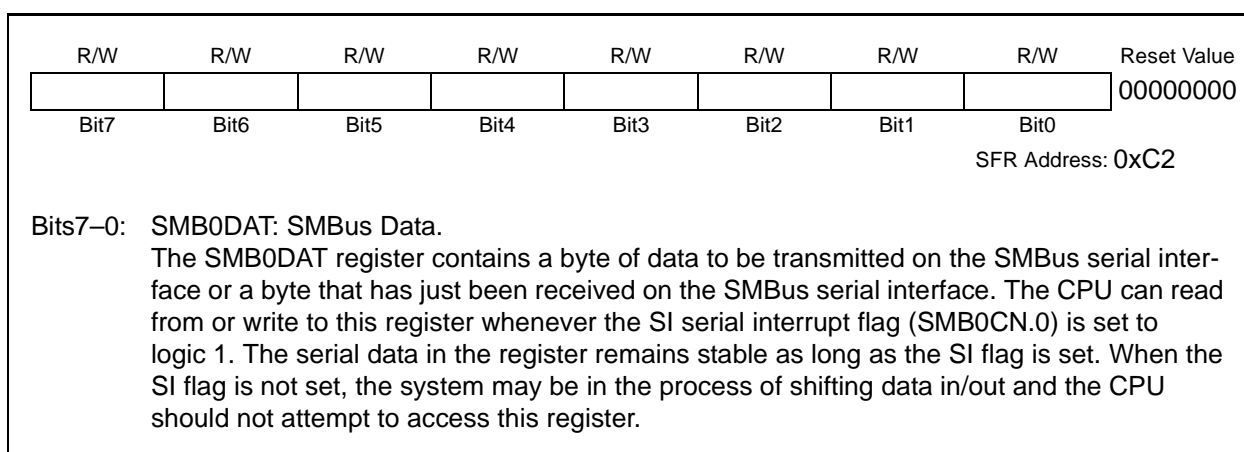 R/W R/W R/W R/W R/W R/W R/W R/W Reset Value
00000000
Bit7 Bit6 Bit5 Bit4 Bit3 Bit2 Bit1 Bit0
SFR Address: 0xC2
Bits7–0: SMB0DAT: SMBus Data.
The SMB0DAT register contains a byte of data to be transmitted on the SMBus serial inter-
face or a byte that has just been received on the SMBus serial interface. The CPU can read
from or write to this register whenever the SI serial interrupt flag (SMB0CN.0) is set to
logic 1. The serial data in the register remains stable as long as the SI flag is set. When the
SI flag is not set, the system may be in the process of shifting data in/out and the CPU
should not attempt to access this register.